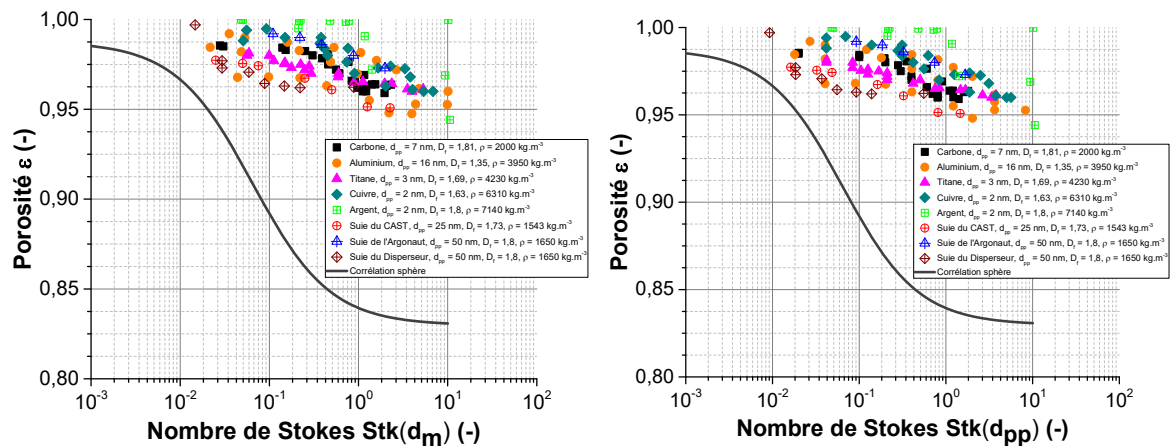 1,00
0,95
0,90
0,85
0,80
Porosité ε (-)
Carbone, dpp = 7 nm, Df = 1,81, ρ = 2000 kg.m-3
Aluminium, dpp = 16 nm, Df = 1,35, ρ = 3950 kg.m-3
Titane, dpp = 3 nm, Df = 1,69, ρ = 4230 kg.m-3
Cuivre, dpp = 2 nm, Df = 1,63, ρ = 6310 kg.m-3
Argent, dpp = 2 nm, Df = 1,8, ρ = 7140 kg.m-3
Suie du CAST, dpp = 25 nm, Df = 1,73, ρ = 1543 kg.m-3
Suie de l'Argonaut, dpp = 50 nm, Df = 1,8, ρ = 1650 kg.m-3
Suie du Disperseur, dpp = 50 nm, Df = 1,8, ρ = 1650 kg.m-3
Corrélation sphère
10-3 10-2 10-1 100 101 102
Nombre de Stokes Stk(dm) (-)
1,00
0,95
0,90
0,85
0,80
Porosité ε (-)
Carbone, dpp = 7 nm, Df = 1,81, ρ = 2000 kg.m-3
Aluminium, dpp = 16 nm, Df = 1,35, ρ = 3950 kg.m-3
Titane, dpp = 3 nm, Df = 1,69, ρ = 4230 kg.m-3
Cuivre, dpp = 2 nm, Df = 1,63, ρ = 6310 kg.m-3
Argent, dpp = 2 nm, Df = 1,8, ρ = 7140 kg.m-3
Suie du CAST, dpp = 25 nm, Df = 1,73, ρ = 1543 kg.m-3
Suie de l'Argonaut, dpp = 50 nm, Df = 1,8, ρ = 1650 kg.m-3
Suie du Disperseur, dpp = 50 nm, Df = 1,8, ρ = 1650 kg.m-3
Corrélation sphère
10-3 10-2 10-1 100 101 102
Nombre de Stokes Stk(dpp) (-)